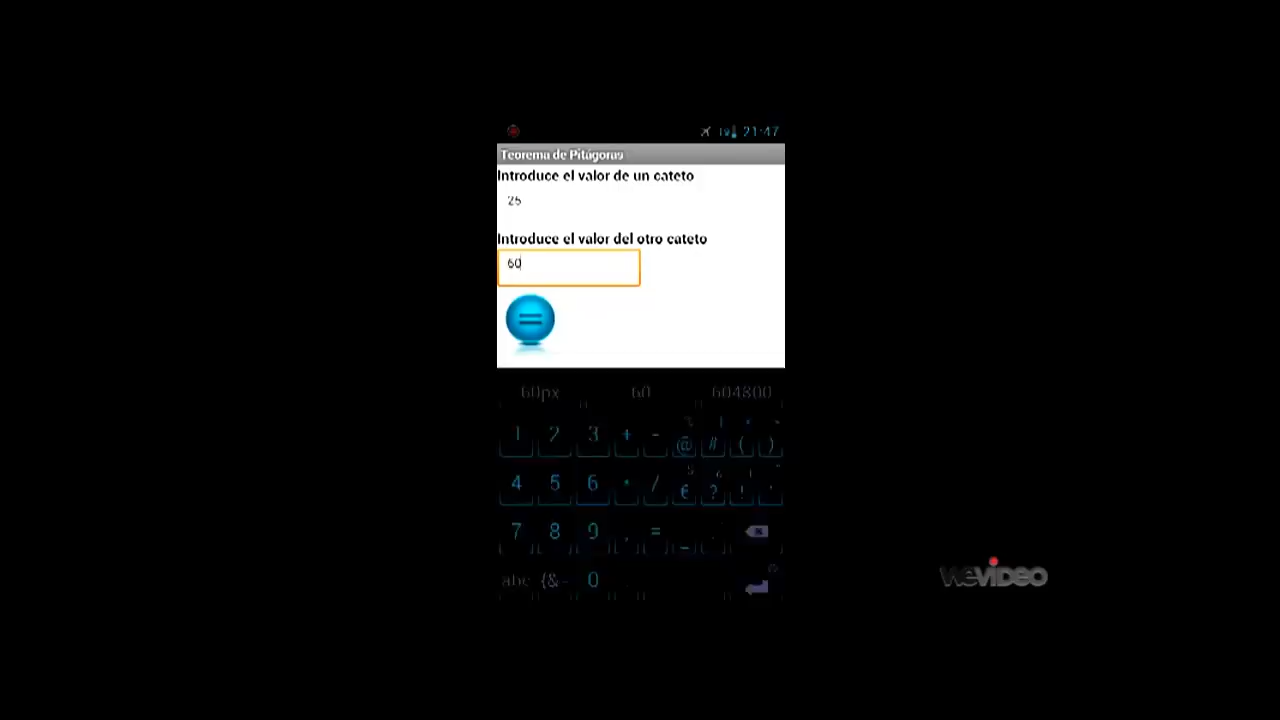 21:47
Teorema de Pitágoras
Introduce el valor de un cateto
25
Introduce el valor del otro cateto
60
=
60px 60 604800
1 2 3 + - @ # ( )
4 5 6 * / € ? ! '
7 8 9 , = _ .
abc {&- 0
WEVIDEO